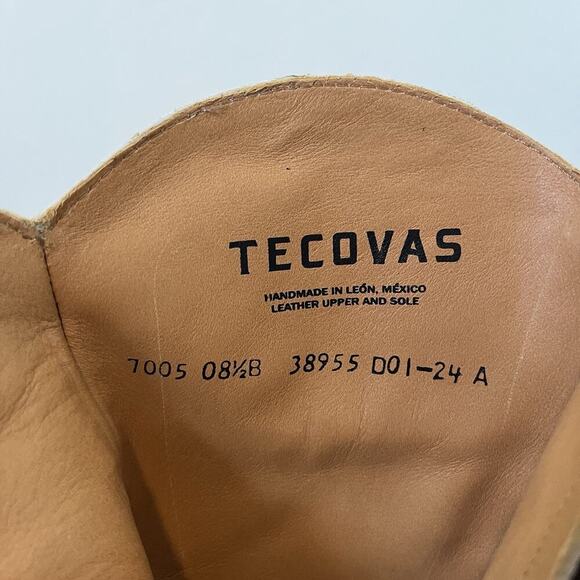 TECOVAS
HANDMADE IN LEÓN, MÉXICO
LEATHER UPPER AND SOLE
7005 08½B 38955 D01-24 A